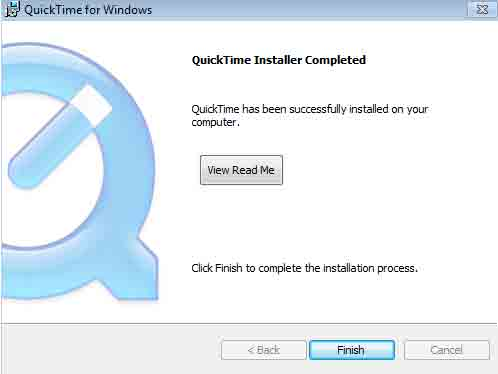 QuickTime for Windows
QuickTime Installer Completed
QuickTime has been successfully installed on your
computer.
View Read Me
Click Finish to complete the installation process.
< Back
Finish
Cancel